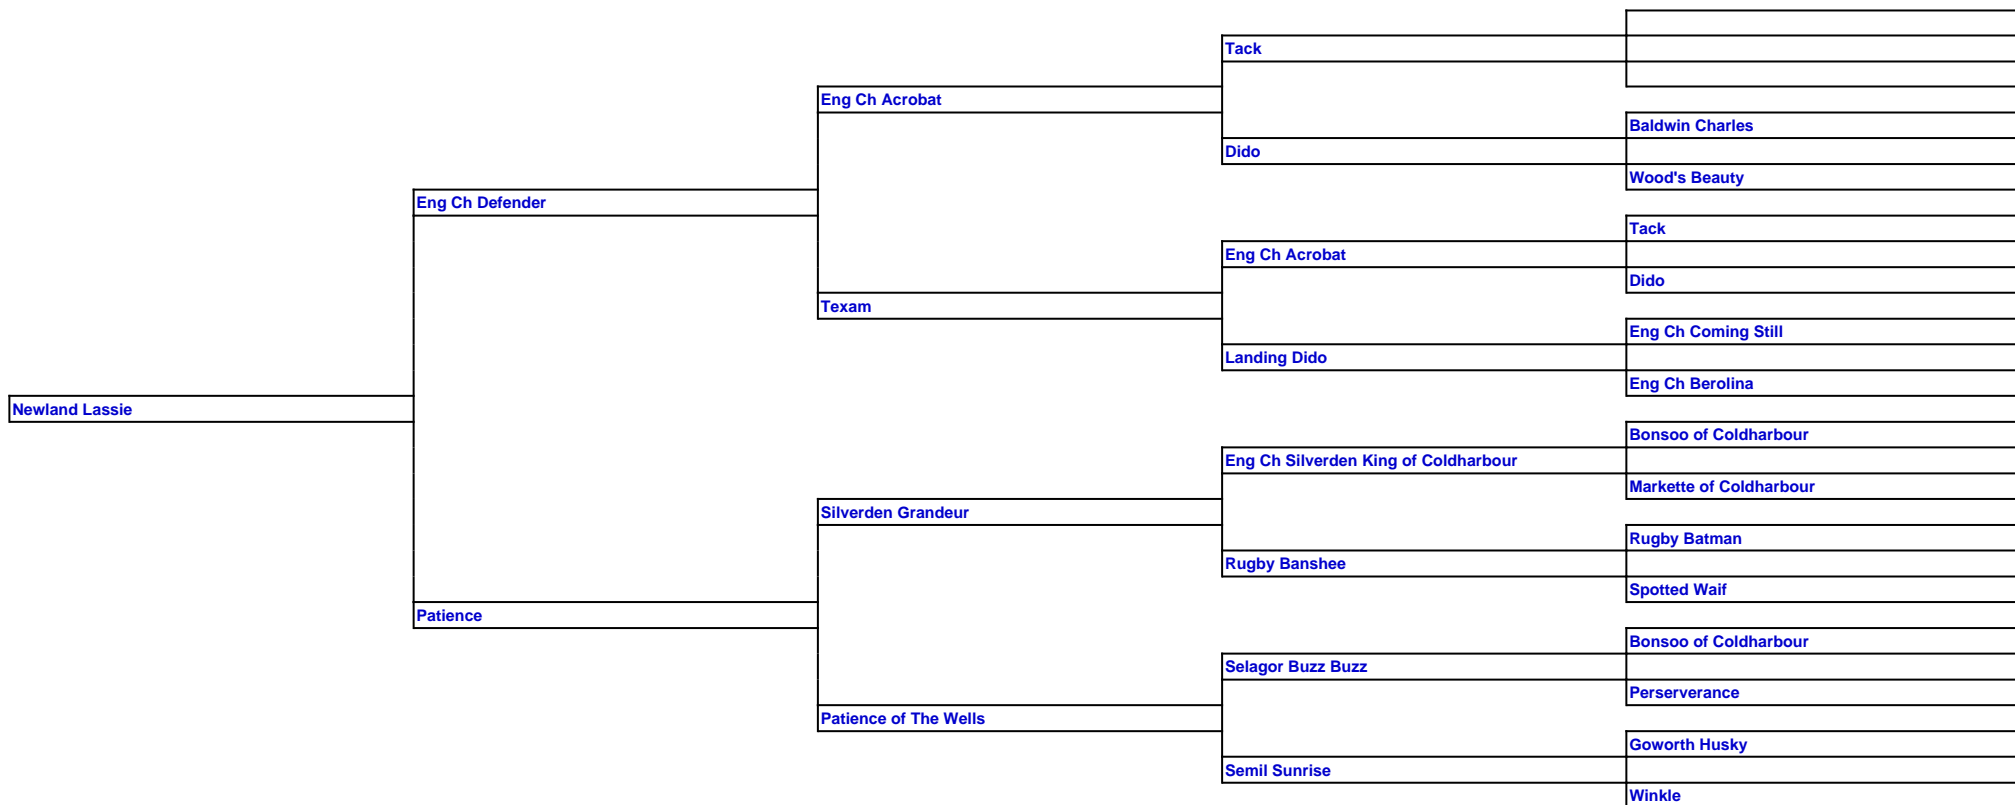 Tack
Eng Ch Acrobat
Baldwin Charles
Dido
Wood's Beauty
Eng Ch Defender
Tack
Eng Ch Acrobat
Dido
Texam
Eng Ch Coming Still
Landing Dido
Eng Ch Berolina
Newland Lassie
Bonsoo of Coldharbour
Eng Ch Silverden King of Coldharbour
Markette of Coldharbour
Silverden Grandeur
Rugby Batman
Rugby Banshee
Spotted Waif
Patience
Bonsoo of Coldharbour
Selagor Buzz Buzz
Perserverance
Patience of The Wells
Goworth Husky
Semil Sunrise
Winkle